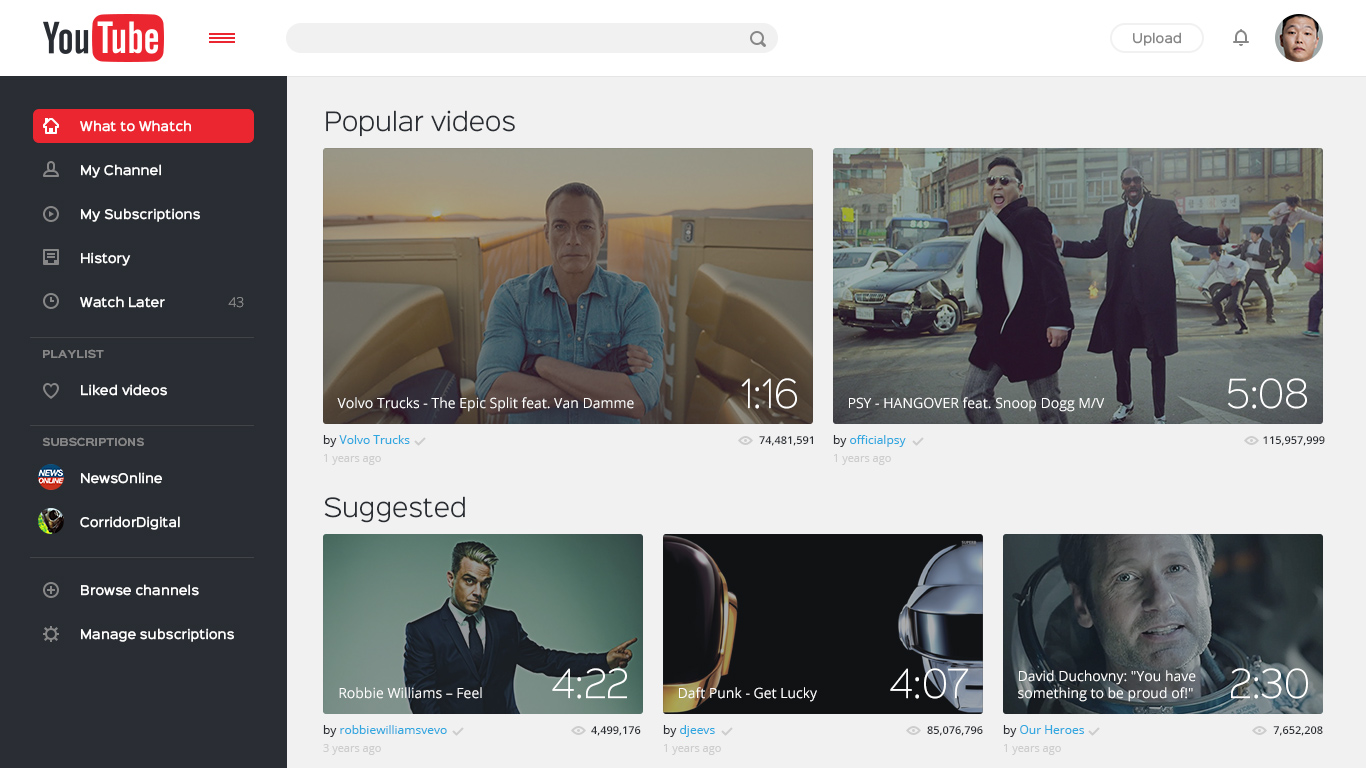 YouTube
Upload
What to Whatch
My Channel
My Subscriptions
History
Watch Later 43
PLAYLIST
Liked videos
SUBSCRIPTIONS
NEWS
ONLINE
NewsOnline
CorridorDigital
Browse channels
Manage subscriptions
Popular videos
849
Volvo Trucks - The Epic Split feat. Van Damme 1:16
by Volvo Trucks 74,481,591
1 years ago
PSY - HANGOVER feat. Snoop Dogg M/V 5:08
by officialpsy 115,957,999
1 years ago
Suggested
Robbie Williams – Feel 4:22
by robbiewilliamsvevo 4,499,176
3 years ago
Daft Punk - Get Lucky 4:07
by djeevs 85,076,796
1 years ago
David Duchovny: "You have
something to be proud of!" 2:30
by Our Heroes 7,652,208
1 years ago